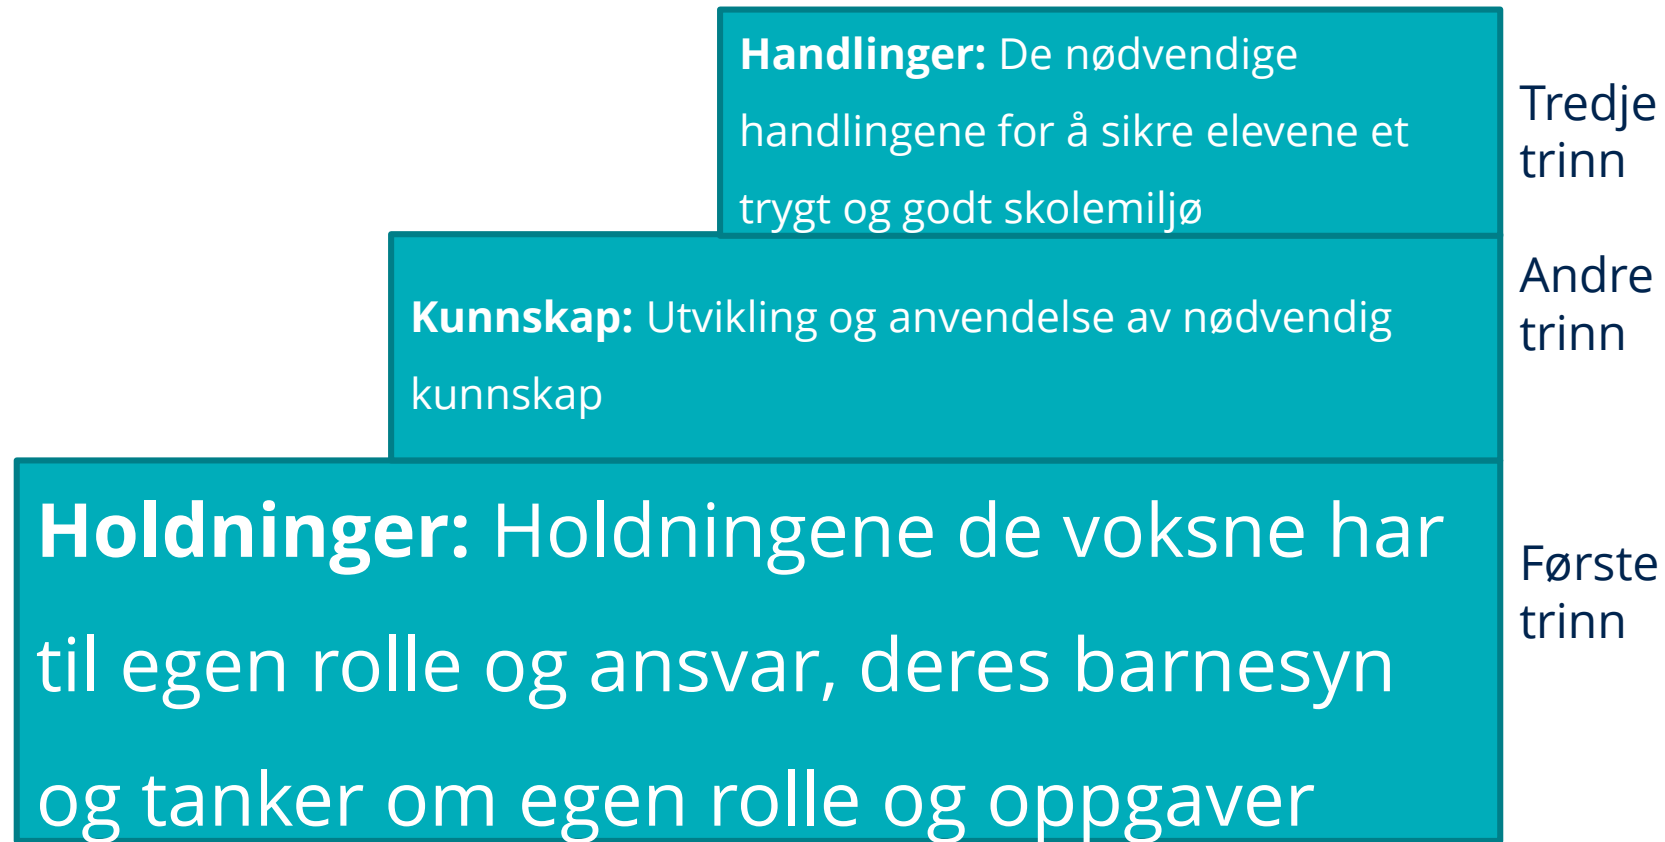 Handlinger: De nødvendige
handlingene for å sikre elevene et
trygt og godt skolemiljø
Tredje
trinn
Kunnskap: Utvikling og anvendelse av nødvendig
kunnskap
Andre
trinn
Holdninger: Holdningene de voksne har
til egen rolle og ansvar, deres barnesyn
og tanker om egen rolle og oppgaver
Første
trinn